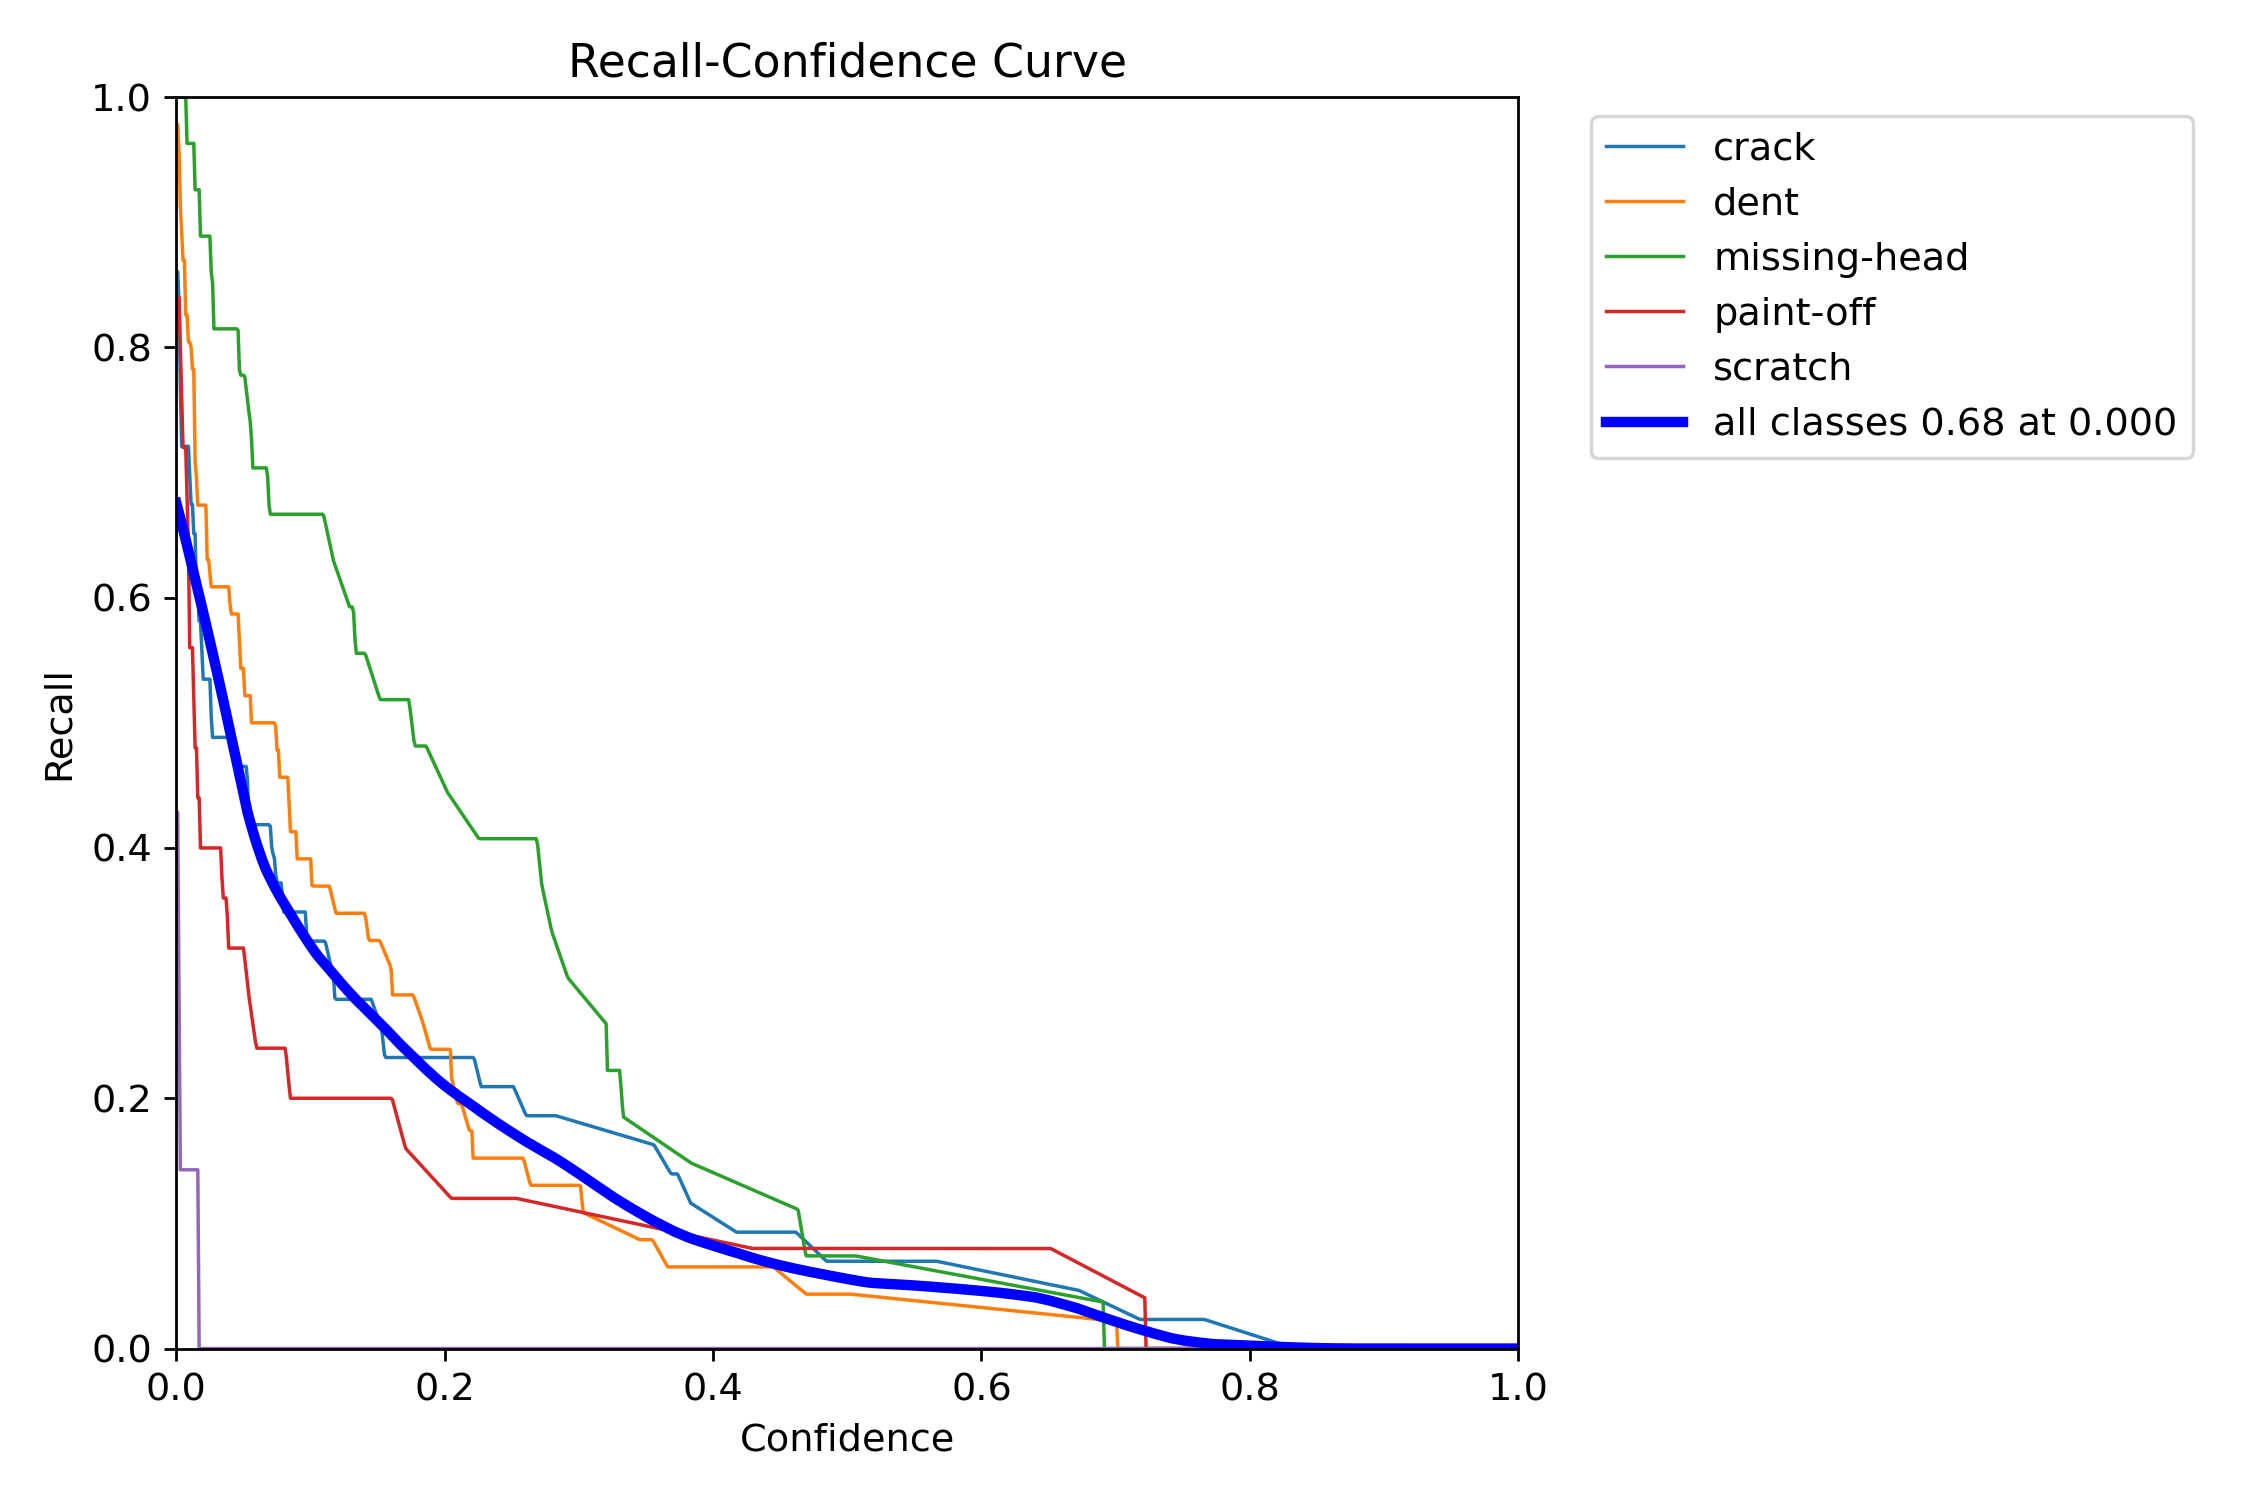 Recall-Confidence Curve
1.0
0.8
0.6
0.4
0.2
0.0
Recall
0.0 0.2 0.4 0.6 0.8 1.0
Confidence
crack
dent
missing-head
paint-off
scratch
all classes 0.68 at 0.000